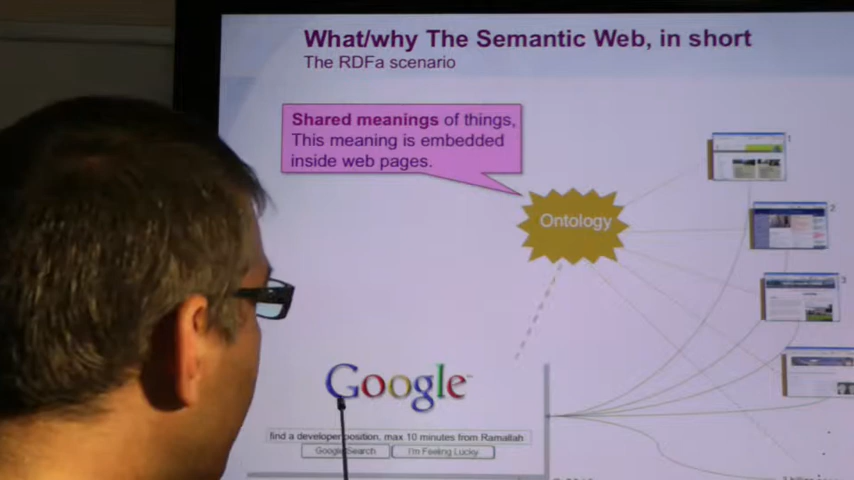 What/why The Semantic Web, in short
The RDFa scenario
Shared meanings of things,
This meaning is embedded
inside web pages.
Ontology
1
2
3
Google
find a developer position, max 10 minutes from Ramallah
Google Search
I'm Feeling Lucky